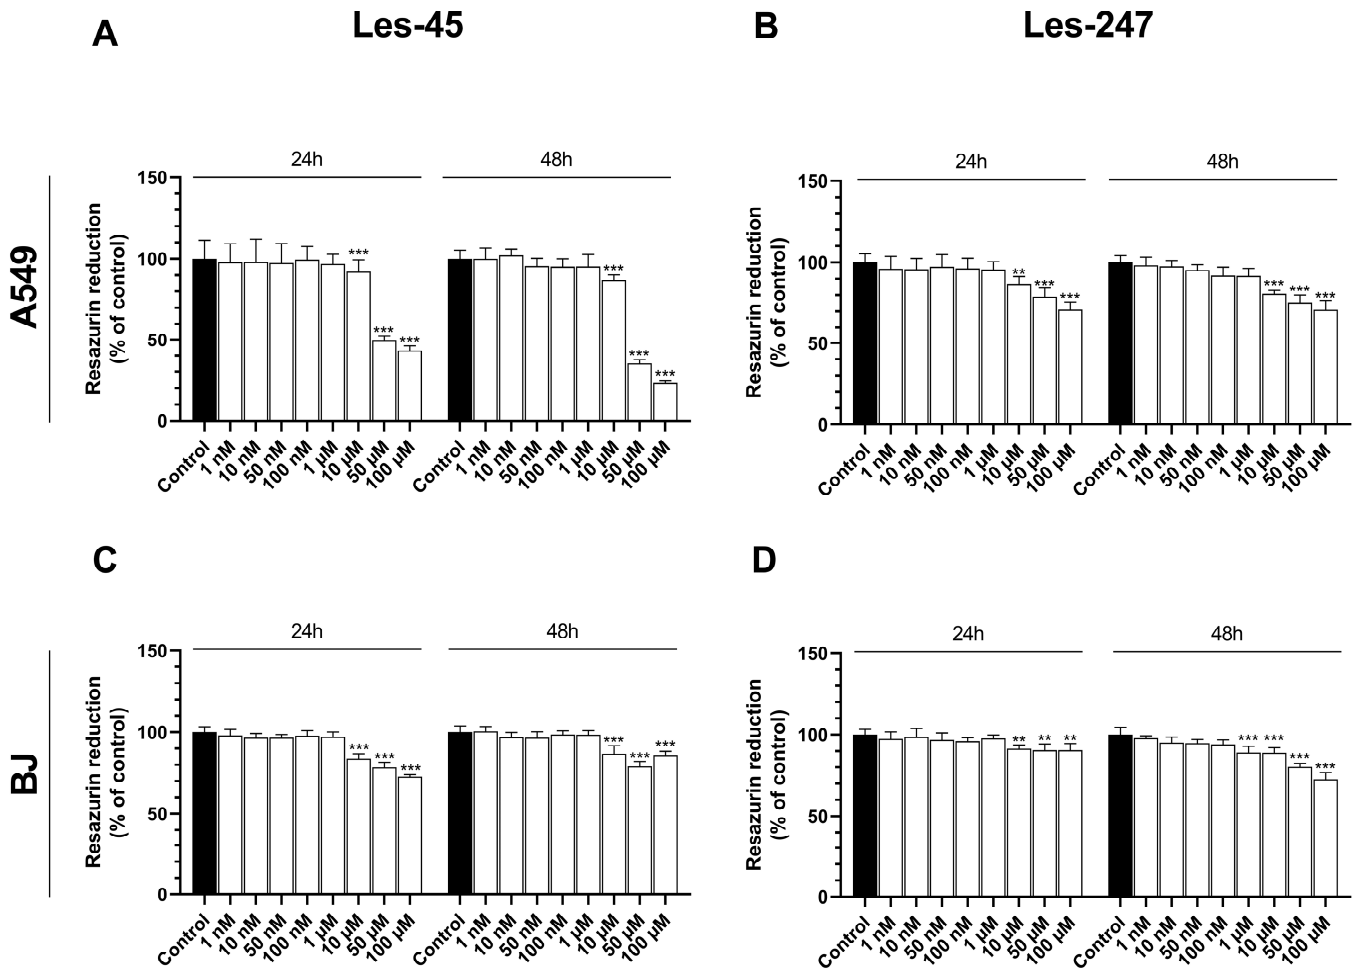 A
Les-45
B
Les-247
A549
24h
48h
Resazurin reduction
(% of control)
150
100
50
0
***
***
***
***
***
***
Control
1 nM
10 nM
50 nM
100 nM
1 µM
10 µM
50 µM
100 µM
Control
1 nM
10 nM
50 nM
100 nM
1 µM
10 µM
50 µM
100 µM
24h
48h
Resazurin reduction
(% of control)
150
100
50
0
**
***
***
***
***
***
Control
1 nM
10 nM
50 nM
100 nM
1 µM
10 µM
50 µM
100 µM
Control
1 nM
10 nM
50 nM
100 nM
1 µM
10 µM
50 µM
100 µM
C
D
BJ
24h
48h
Resazurin reduction
(% of control)
150
100
50
0
***
***
***
***
***
***
Control
1 nM
10 nM
50 nM
100 nM
1 µM
10 µM
50 µM
100 µM
Control
1 nM
10 nM
50 nM
100 nM
1 µM
10 µM
50 µM
100 µM
24h
48h
Resazurin reduction
(% of control)
150
100
50
0
**
**
**
***
***
***
***
Control
1 nM
10 nM
50 nM
100 nM
1 µM
10 µM
50 µM
100 µM
Control
1 nM
10 nM
50 nM
100 nM
1 µM
10 µM
50 µM
100 µM